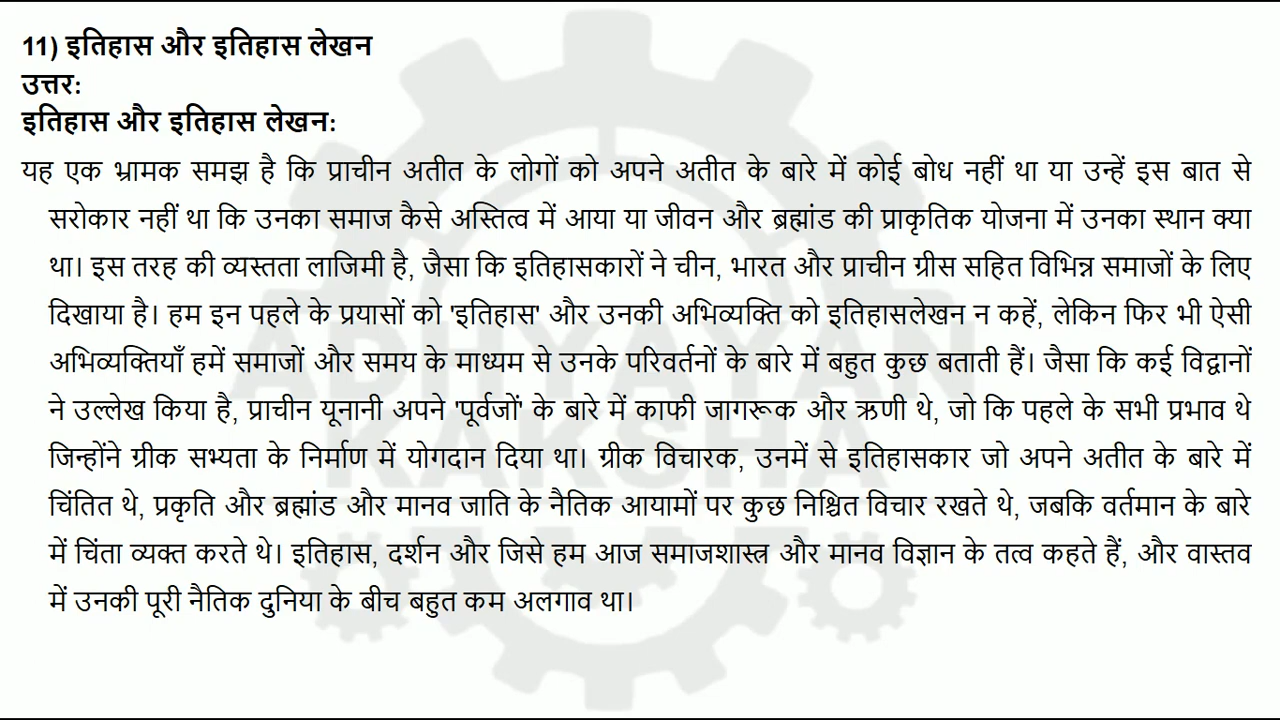 11) इतिहास और इतिहास लेखन
उत्तर:
इतिहास और इतिहास लेखन:
यह एक भ्रामक समझ है कि प्राचीन अतीत के लोगों को अपने अतीत के बारे में कोई बोध नहीं था या उन्हें इस बात से
सरोकार नहीं था कि उनका समाज कैसे अस्तित्व में आया या जीवन और ब्रह्मांड की प्राकृतिक योजना में उनका स्थान क्या
था। इस तरह की व्यस्तता लाजिमी है, जैसा कि इतिहासकारों ने चीन, भारत और प्राचीन ग्रीस सहित विभिन्न समाजों के लिए
दिखाया है। हम इन पहले के प्रयासों को 'इतिहास' और उनकी अभिव्यक्ति को इतिहासलेखन न कहें, लेकिन फिर भी ऐसी
अभिव्यक्तियाँ हमें समाजों और समय के माध्यम से उनके परिवर्तनों के बारे में बहुत कुछ बताती हैं। जैसा कि कई विद्वानों
ने उल्लेख किया है, प्राचीन यूनानी अपने 'पूर्वजों' के बारे में काफी जागरूक और ऋणी थे, जो कि पहले के सभी प्रभाव थे
जिन्होंने ग्रीक सभ्यता के निर्माण में योगदान दिया था। ग्रीक विचारक, उनमें से इतिहासकार जो अपने अतीत के बारे में
चिंतित थे, प्रकृति और ब्रह्मांड और मानव जाति के नैतिक आयामों पर कुछ निश्चित विचार रखते थे, जबकि वर्तमान के बारे
में चिंता व्यक्त करते थे। इतिहास, दर्शन और जिसे हम आज समाजशास्त्र और मानव विज्ञान के तत्व कहते हैं, और वास्तव
में उनकी पूरी नैतिक दुनिया के बीच बहुत कम अलगाव था।
ADHYAYAN
KAKSHA